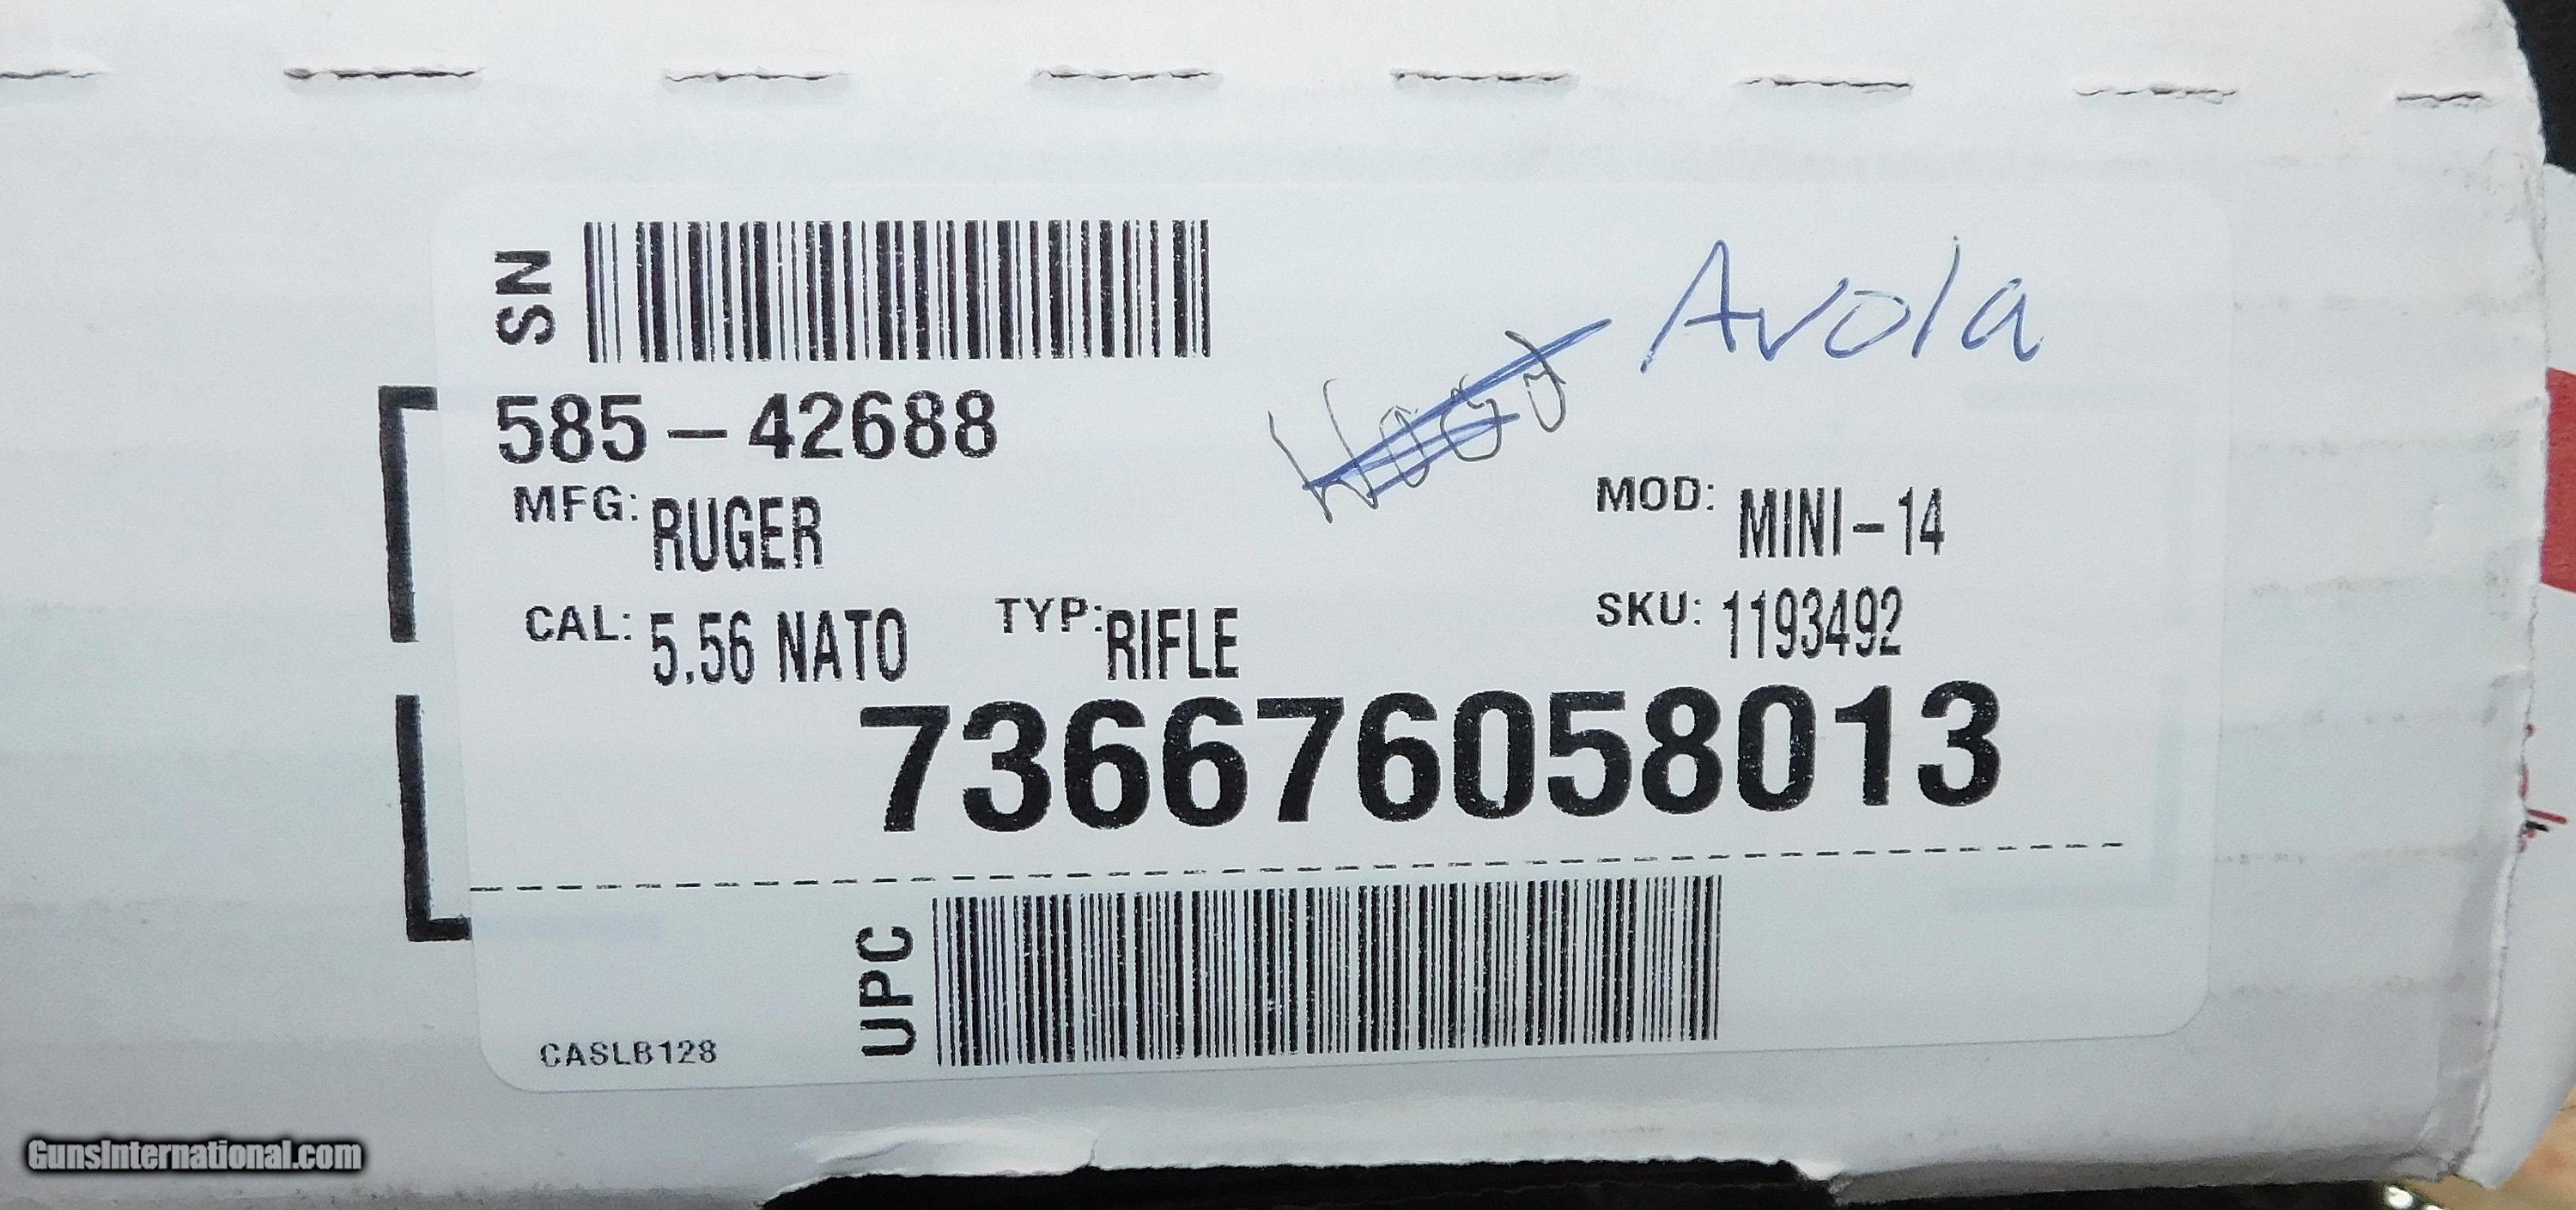 SN
Avola
585-42688
MFG: RUGER
MOD: MINI-14
CAL: 5.56 NATO TYP: RIFLE
SKU: 1193492
736676058013
UPC
CASLB128
GunsInternational.com